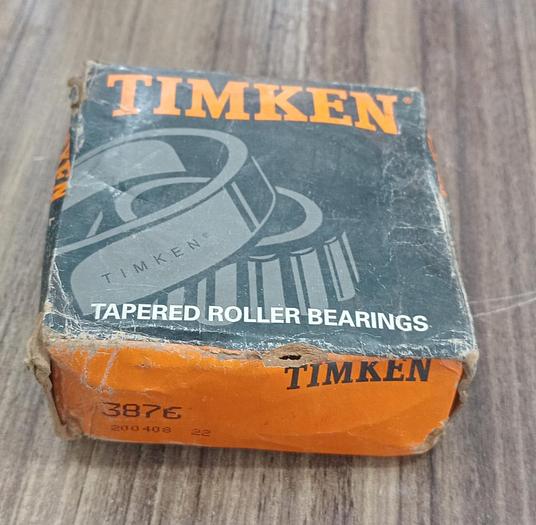 TIMKEN®
TIMKEN®
TAPERED ROLLER BEARINGS
TIMKEN
3876
200408 22